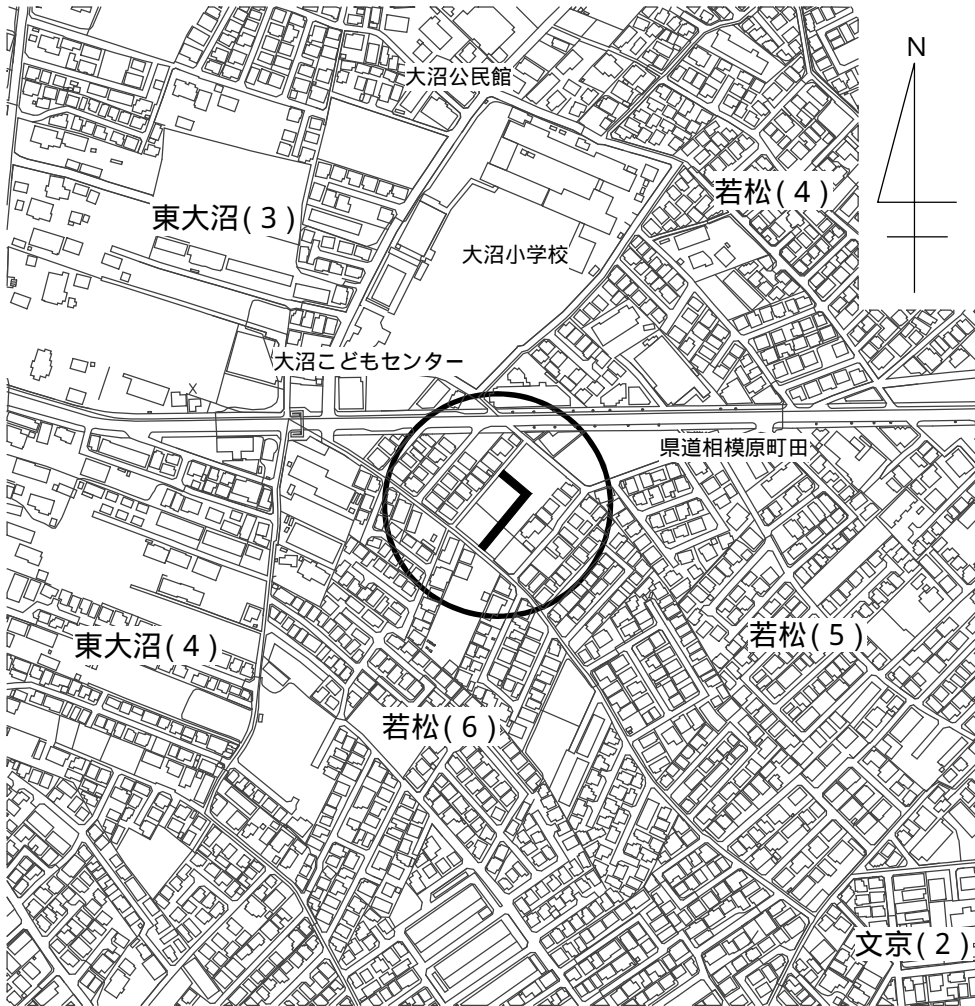 N
大沼公民館
若松(4)
東大沼(3)
大沼小学校
大沼こどもセンター
県道相模原町田
若松(5)
東大沼(4)
若松(6)
文京(2)